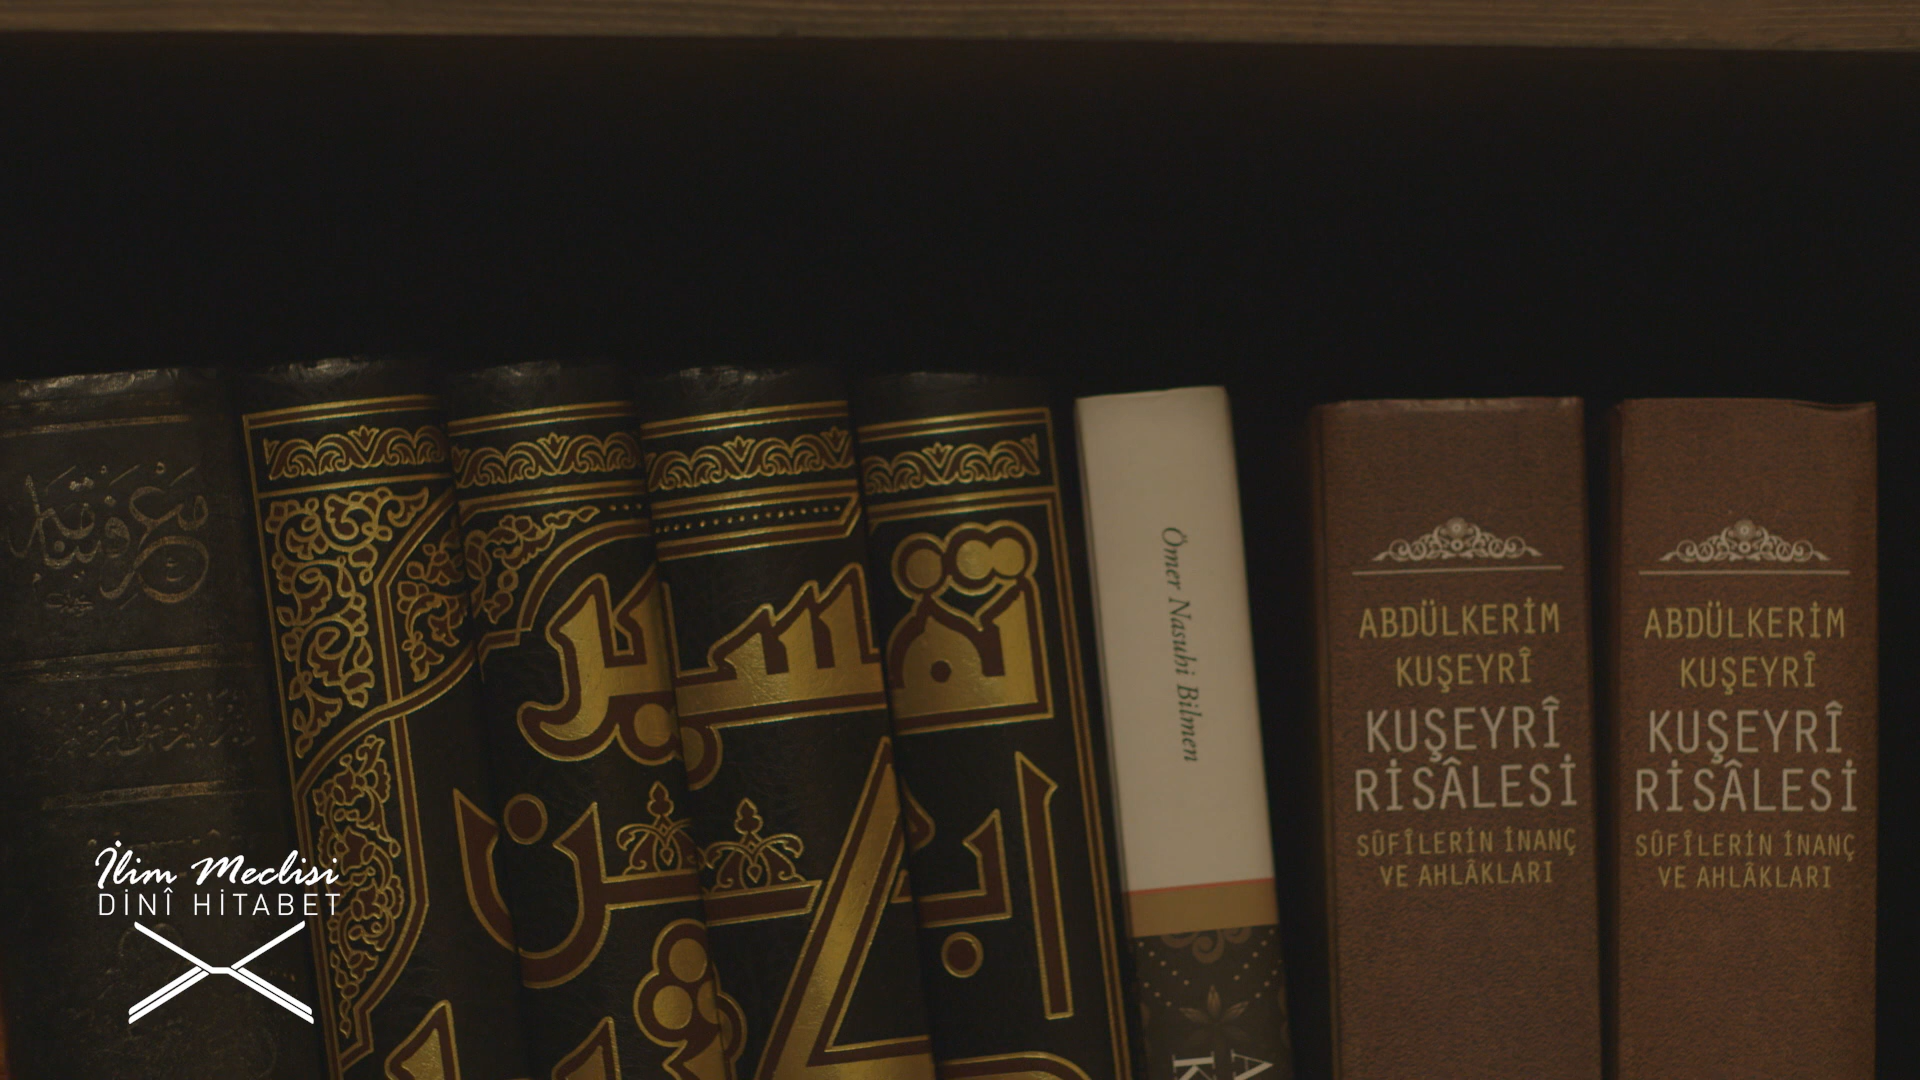 معرفتنامه
تفسير
ابن
Ömer Nasuhi Bilmen
ABDÜLKERİM
KUŞEYRÎ
KUŞEYRÎ
RİSÂLESİ
SÛFÎLERİN İNANÇ
VE AHLÂKLARI
ABDÜLKERİM
KUŞEYRÎ
KUŞEYRÎ
RİSÂLESİ
SÛFÎLERİN İNANÇ
VE AHLÂKLARI
İlim Meclisi
DİNÎ HİTABET